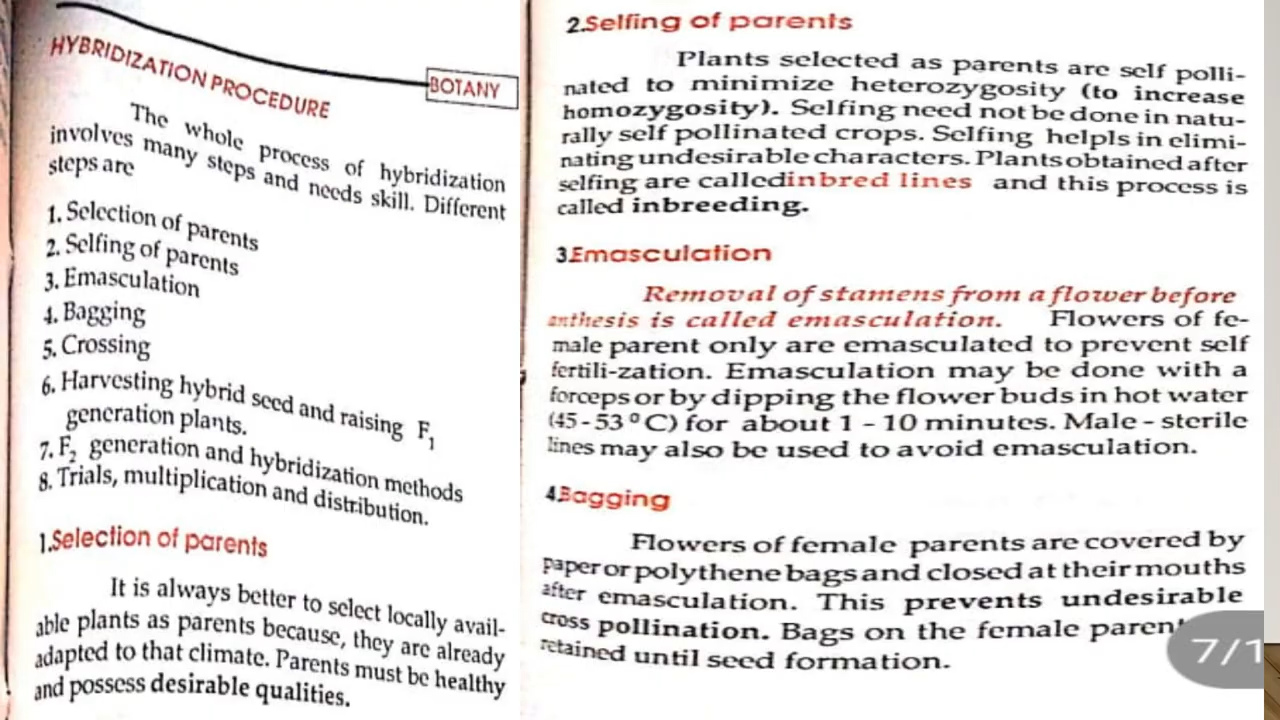 HYBRIDIZATION PROCEDURE
BOTANY
The whole process of hybridization
involves many steps and needs skill. Different
steps are
1. Selection of parents
2. Selfing of parents
3. Emasculation
4. Bagging
5. Crossing
6. Harvesting hybrid seed and raising F₁
generation plants.
7. F₂ generation and hybridization methods
8. Trials, multiplication and distribution.
1.Selection of parents
It is always better to select locally avail-
able plants as parents because, they are already
adapted to that climate. Parents must be healthy
and possess desirable qualities.
2.Selfing of parents
Plants selected as parents are self polli-
nated to minimize heterozygosity (to increase
homozygosity). Selfing need not be done in natu-
rally self pollinated crops. Selfing helpls in elimi-
nating undesirable characters. Plants obtained after
selfing are called inbred lines and this process is
called inbreeding.
3.Emasculation
Removal of stamens from a flower before
anthesis is called emasculation. Flowers of fe-
male parent only are emasculated to prevent self
fertili-zation. Emasculation may be done with a
forceps or by dipping the flower buds in hot water
(45-53⁰C) for about 1 - 10 minutes. Male - sterile
lines may also be used to avoid emasculation.
4.Bagging
Flowers of female parents are covered by
paper or polythene bags and closed at their mouths
after emasculation. This prevents undesirable
cross pollination. Bags on the female paren
retained until seed formation.
7/1